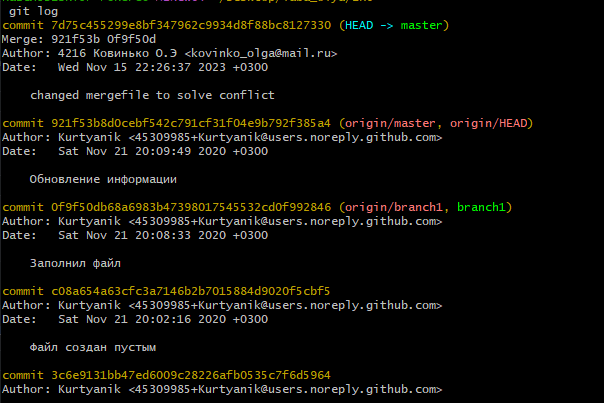 git log
commit 7d75c455299e8bf347962c9934d8f88bc8127330 (HEAD -> master)
Merge: 921f53b 0f9f50d
Author: 4216 Ковинько О.Э <kovinko_olga@mail.ru>
Date:   Wed Nov 15 22:26:37 2023 +0300
changed mergefile to solve conflict
commit 921f53b8d0cebf542c791cf31f04e9b792f385a4 (origin/master, origin/HEAD)
Author: Kurtyanik <45309985+Kurtyanik@users.noreply.github.com>
Date:   Sat Nov 21 20:09:49 2020 +0300
Обновление информации
commit 0f9f50db68a6983b47398017545532cd0f992846 (origin/branch1, branch1)
Author: Kurtyanik <45309985+Kurtyanik@users.noreply.github.com>
Date:   Sat Nov 21 20:08:33 2020 +0300
Заполнил файл
commit c08a654a63cfc3a7146b2b7015884d9020f5cbf5
Author: Kurtyanik <45309985+Kurtyanik@users.noreply.github.com>
Date:   Sat Nov 21 20:02:16 2020 +0300
Файл создан пустым
commit 3c6e9131bb47ed6009c28226afb0535c7f6d5964
Author: Kurtyanik <45309985+Kurtyanik@users.noreply.github.com>